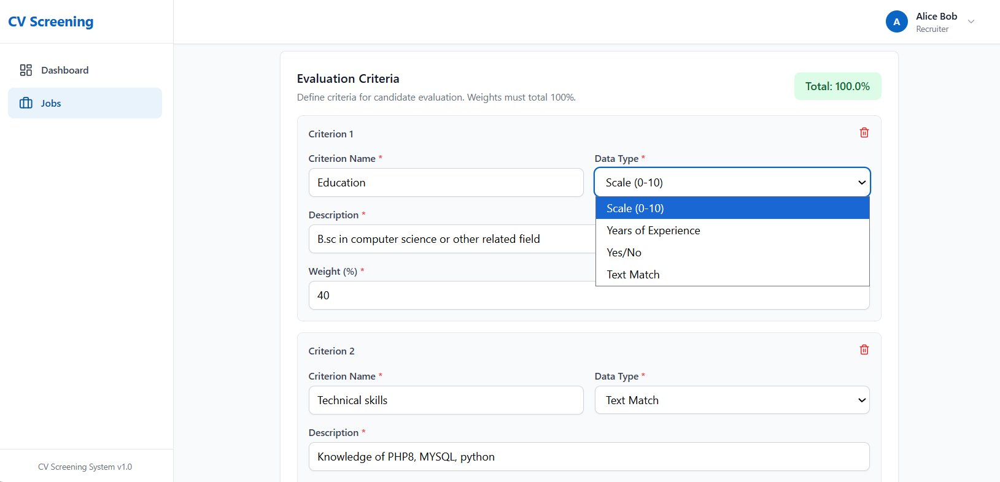 CV Screening
A
Alice Bob
Recruiter
Dashboard
Jobs
Evaluation Criteria
Total: 100.0%
Define criteria for candidate evaluation. Weights must total 100%.
Criterion 1
Criterion Name *
Data Type *
Education
Scale (0-10)
Scale (0-10)
Years of Experience
Yes/No
Text Match
Description *
B.sc in computer science or other related field
Weight (%) *
40
Criterion 2
Criterion Name *
Data Type *
Technical skills
Text Match
Description *
Knowledge of PHP8, MYSQL, python
CV Screening System v1.0